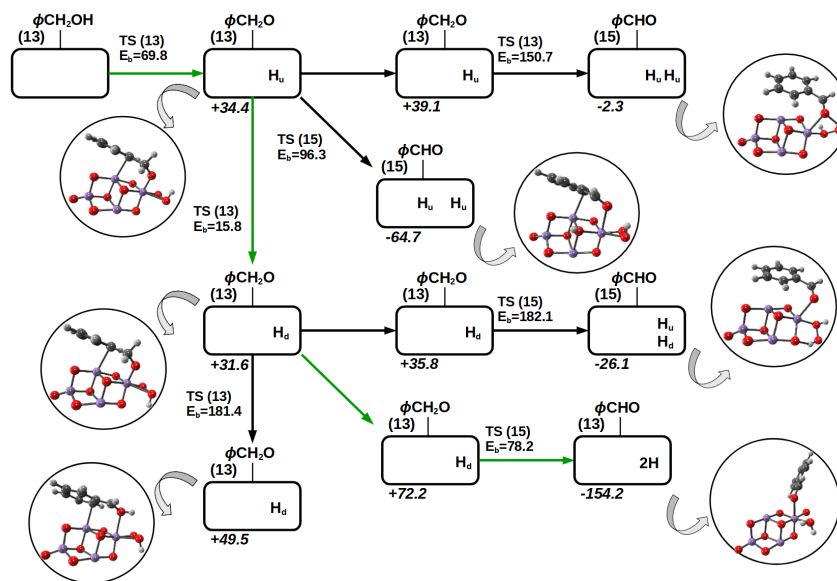 ϕCH₂OH
(13)
TS (13)
E_b=69.8
ϕCH₂O
(13)
H_u
+34.4
ϕCH₂O
(13)
H_u
+39.1
TS (13)
E_b=150.7
ϕCHO
(15)
H_u H_u
-2.3
TS (15)
E_b=96.3
ϕCHO
(15)
H_u H_u
-64.7
TS (13)
E_b=15.8
ϕCH₂O
(13)
H_d
+31.6
ϕCH₂O
(13)
H_d
+35.8
TS (15)
E_b=182.1
ϕCHO
(15)
H_u
H_d
-26.1
TS (13)
E_b=181.4
ϕCH₂O
(13)
H_d
+49.5
ϕCH₂O
(13)
H_d
+72.2
TS (15)
E_b=78.2
ϕCHO
(13)
2H
-154.2